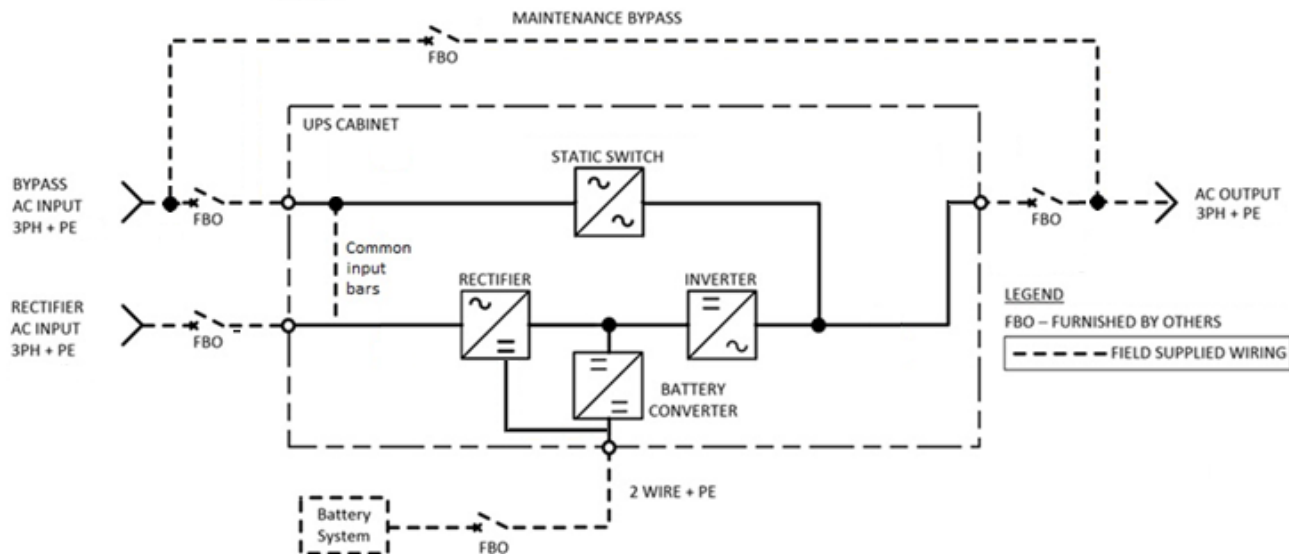 MAINTENANCE BYPASS
FBO
UPS CABINET
STATIC SWITCH
BYPASS
AC INPUT
3PH + PE
FBO
FBO
AC OUTPUT
3PH + PE
Common
input
bars
RECTIFIER
INVERTER
RECTIFIER
AC INPUT
3PH + PE
FBO
LEGEND
FBO – FURNISHED BY OTHERS
FIELD SUPPLIED WIRING
BATTERY
CONVERTER
2 WIRE + PE
Battery
System
FBO